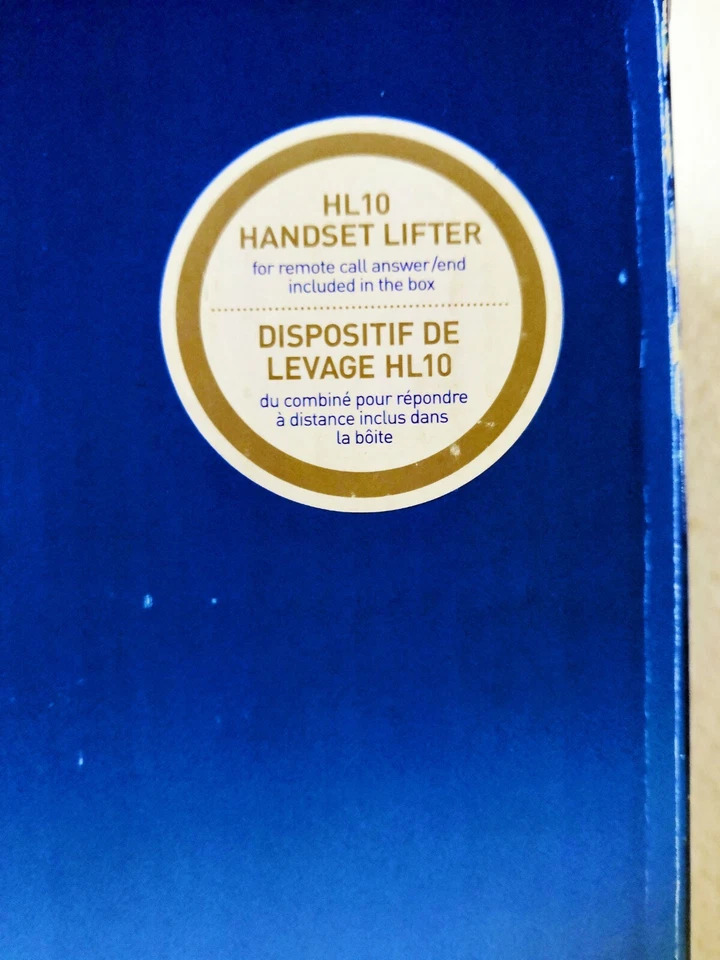 HL10
HANDSET LIFTER
for remote call answer/end
included in the box
DISPOSITIF DE
LEVAGE HL10
du combiné pour répondre
à distance inclus dans
la bôite